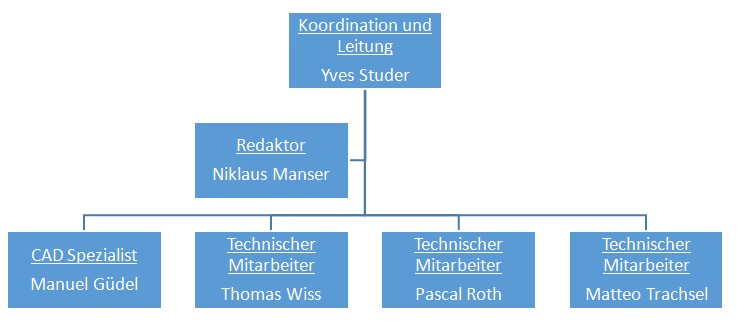 Koordination und
Leitung
Yves Studer
Redaktor
Niklaus Manser
CAD Spezialist
Manuel Güdel
Technischer
Mitarbeiter
Thomas Wiss
Technischer
Mitarbeiter
Pascal Roth
Technischer
Mitarbeiter
Matteo Trachsel